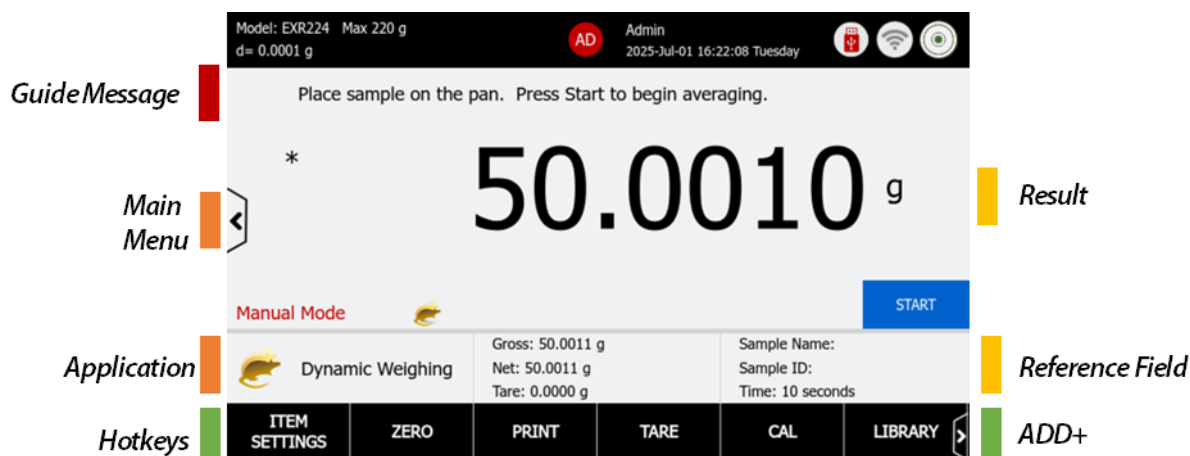 Model: EXR224 Max 220 g
d= 0.0001 g
AD
Admin
2025-Jul-01 16:22:08 Tuesday
Guide Message
Place sample on the pan. Press Start to begin averaging.
*
50.0010 g
Main
Menu
Result
Manual Mode
START
Application
Dynamic Weighing
Gross: 50.0011 g
Net: 50.0011 g
Tare: 0.0000 g
Sample Name:
Sample ID:
Time: 10 seconds
Reference Field
Hotkeys
ITEM
SETTINGS
ZERO
PRINT
TARE
CAL
LIBRARY
ADD+